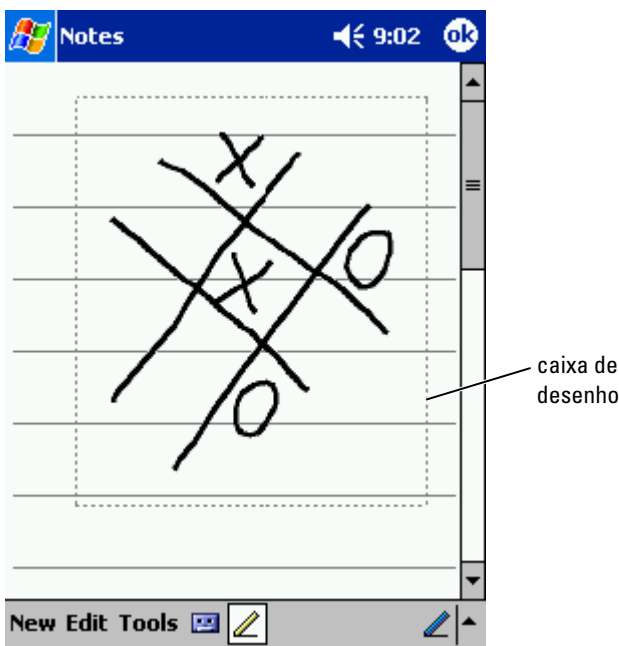 Notes 9:02 ok
X
X
O
O
caixa de
desenho
New Edit Tools